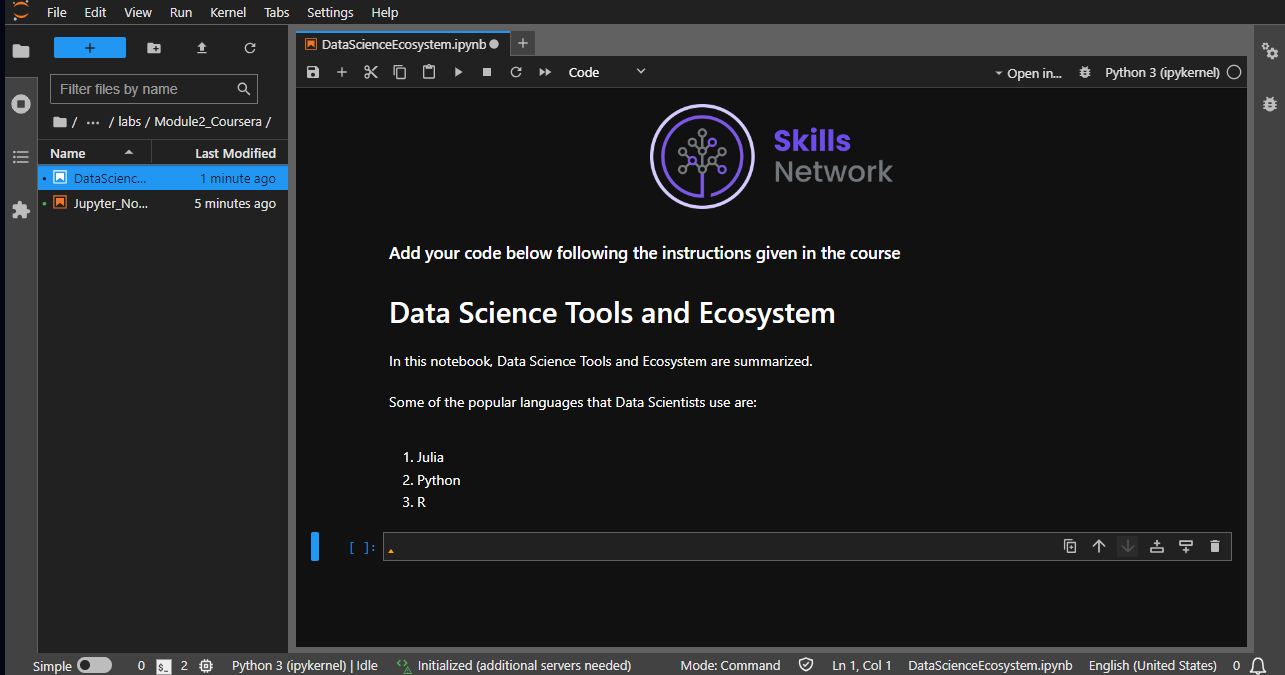 File Edit View Run Kernel Tabs Settings Help
+
Filter files by name
/ ... / labs / Module2_Coursera /
Name Last Modified
DataScienc... 1 minute ago
Jupyter_No... 5 minutes ago
DataScienceEcosystem.ipynb
Code
Open in...
Python 3 (ipykernel)
Skills
Network
Add your code below following the instructions given in the course
Data Science Tools and Ecosystem
In this notebook, Data Science Tools and Ecosystem are summarized.
Some of the popular languages that Data Scientists use are:
1. Julia
2. Python
3. R
[ ]:
Simple 0 $_ 2 Python 3 (ipykernel) | Idle Initialized (additional servers needed) Mode: Command Ln 1, Col 1 DataScienceEcosystem.ipynb English (United States) 0